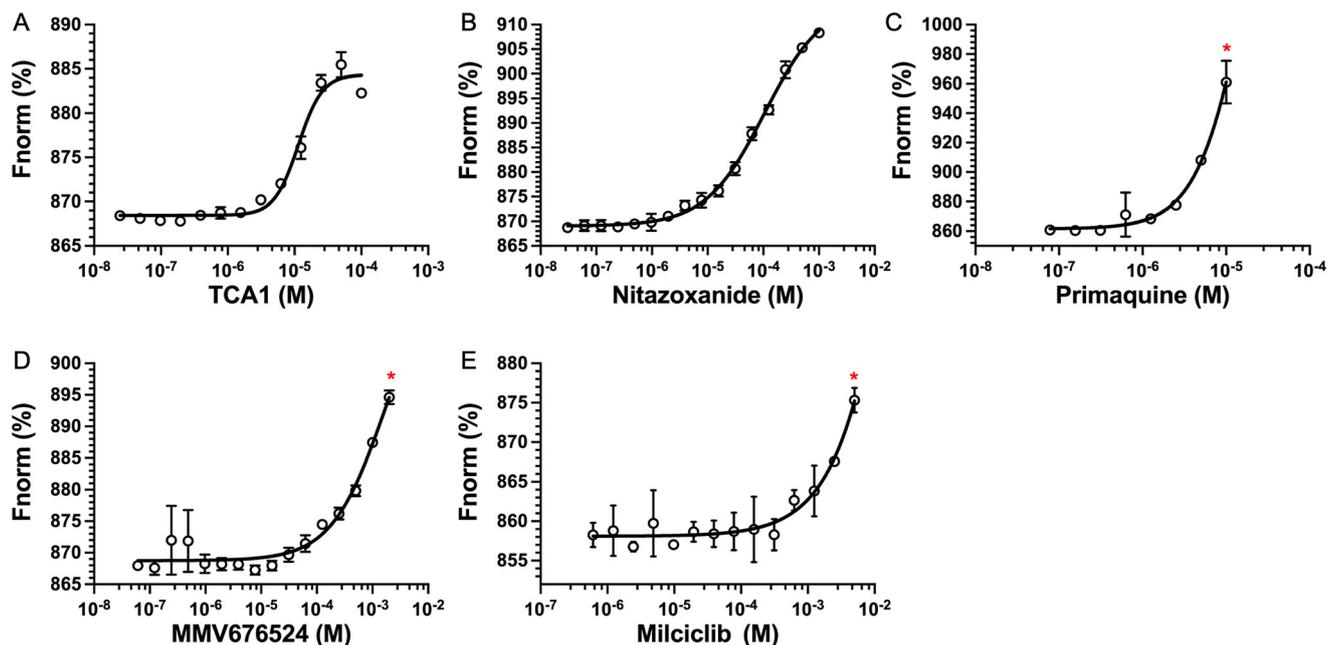 A
Fnorm (%)
890
885
880
875
870
865
10-8 10-7 10-6 10-5 10-4 10-3
TCA1 (M)
B
Fnorm (%)
910
905
900
895
890
885
880
875
870
865
10-8 10-7 10-6 10-5 10-4 10-3 10-2
Nitazoxanide (M)
C
Fnorm (%)
1000
980
960
940
920
900
880
860
*
10-8 10-7 10-6 10-5 10-4
Primaquine (M)
D
Fnorm (%)
900
895
890
885
880
875
870
865
*
10-8 10-7 10-6 10-5 10-4 10-3 10-2
MMV676524 (M)
E
Fnorm (%)
880
875
870
865
860
855
*
10-7 10-6 10-5 10-4 10-3 10-2
Milciclib (M)